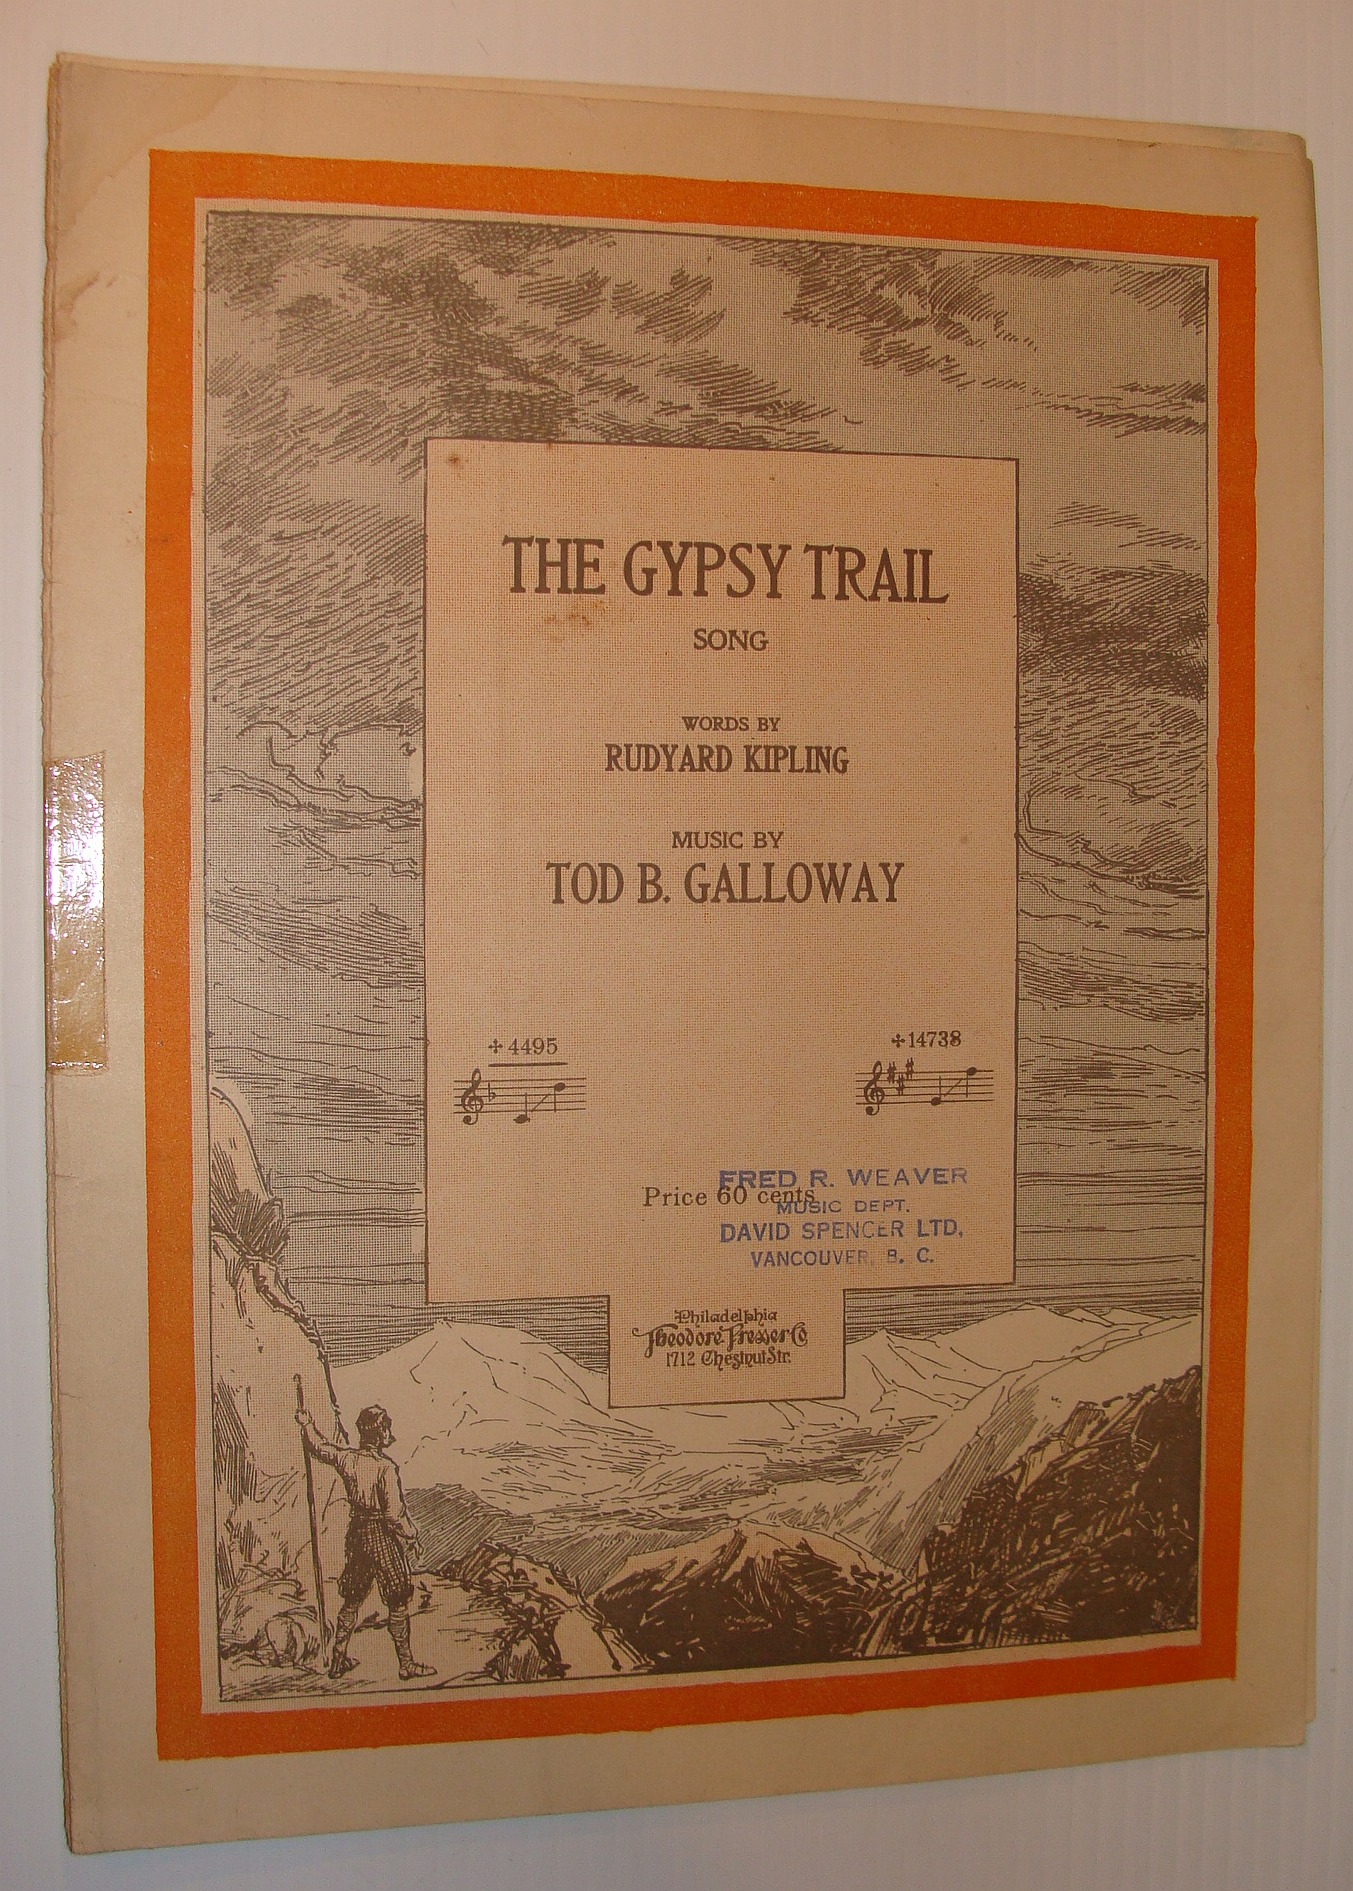 THE GYPSY TRAIL
SONG
WORDS BY
RUDYARD KIPLING
MUSIC BY
TOD B. GALLOWAY
✢ 4495
✢ 14738
Price 60 cents
FRED R. WEAVER
MUSIC DEPT.
DAVID SPENCER LTD,
VANCOUVER, B. C.
Philadelphia
Theodore Presser Co
1712 Chestnut Str.